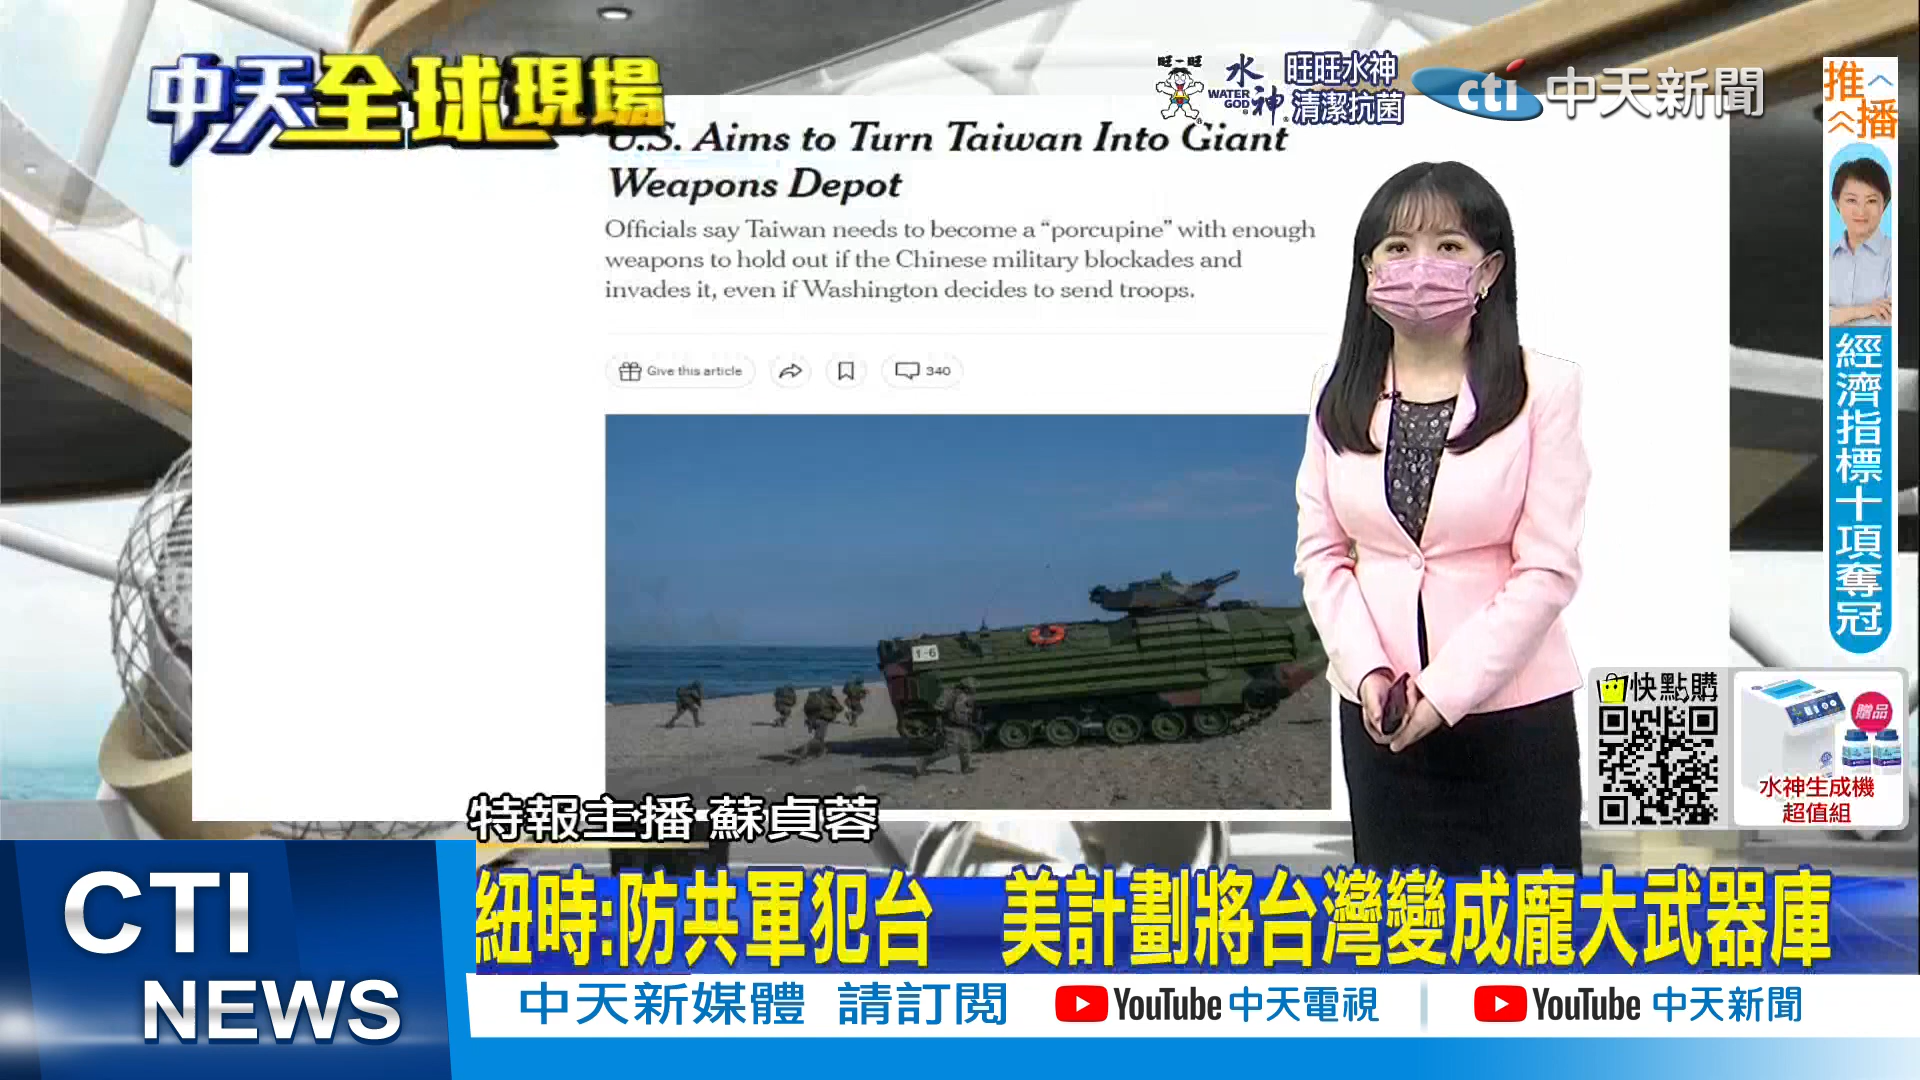 中天全球現場
旺一旺
水神
WATER GOD
旺旺水神
清潔抗菌
cti 中天新聞
推播
經濟指標十項奪冠
U.S. Aims to Turn Taiwan Into Giant
Weapons Depot
Officials say Taiwan needs to become a “porcupine” with enough
weapons to hold out if the Chinese military blockades and
invades it, even if Washington decides to send troops.
Give this article
340
1-6
快點購
贈品
水神生成機
超值組
特報主播 蘇貞蓉
CTI
NEWS
紐時:防共軍犯台 美計劃將台灣變成龐大武器庫
中天新媒體 請訂閱 YouTube 中天電視 | YouTube 中天新聞